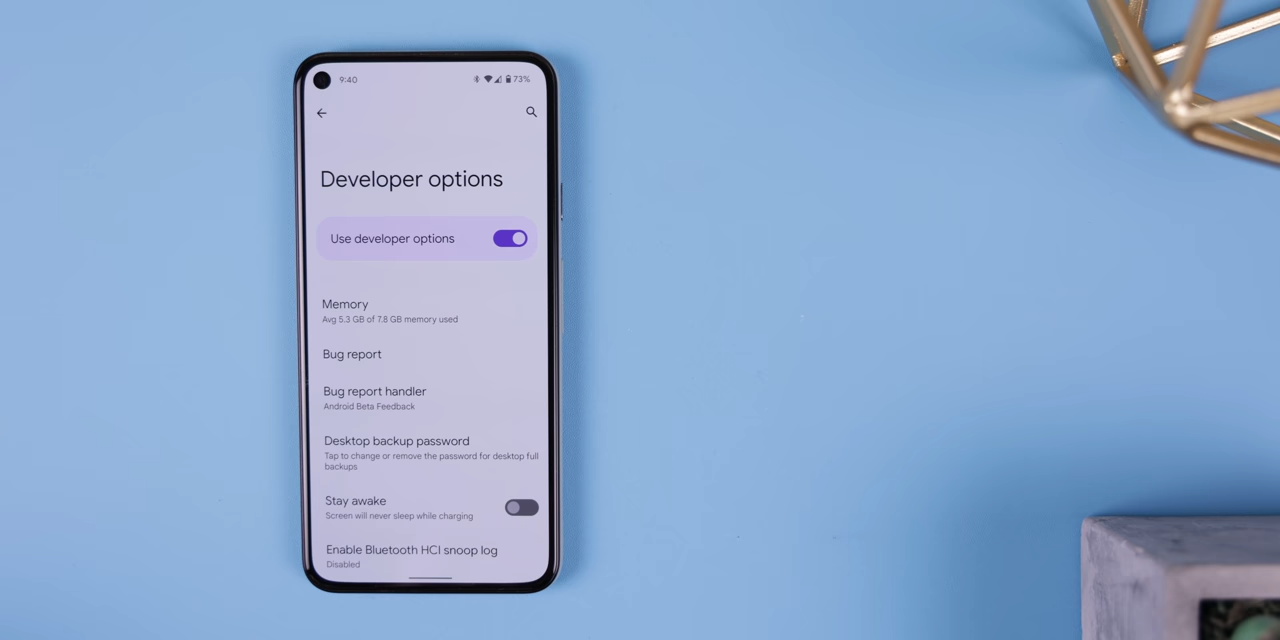 9:40
73%
Developer options
Use developer options
Memory
Avg 5.3 GB of 7.8 GB memory used
Bug report
Bug report handler
Android Beta Feedback
Desktop backup password
Tap to change or remove the password for desktop full
backups
Stay awake
Screen will never sleep while charging
Enable Bluetooth HCI snoop log
Disabled